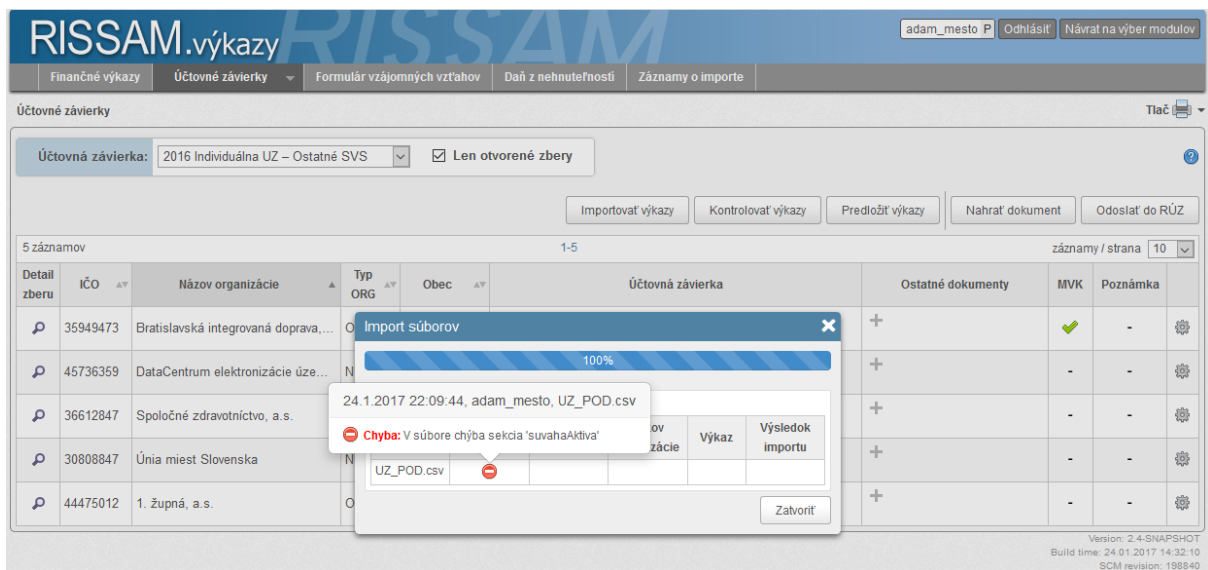 RISSAM.výkazy
RISSAM
adam_mesto P Odhlásiť Návrat na výber modulov
Finančné výkazy Účtovné závierky Formulár vzájomných vzťahov Daň z nehnuteľností Záznamy o importe
Účtovné závierky
Tlač
Účtovná závierka: 2016 Individuálna UZ – Ostatné SVS Len otvorené zbery
Importovať výkazy Kontrolovať výkazy Predložiť výkazy Nahrať dokument Odoslať do RÚZ
5 záznamov 1-5 záznamy / strana 10
Detail zberu IČO Názov organizácie Typ ORG Obec Účtovná závierka Ostatné dokumenty MVK Poznámka
35949473 Bratislavská integrovaná doprava,... O + -
45736359 DataCentrum elektronizácie úze... N + - -
36612847 Spoločné zdravotníctvo, a.s. + - -
30808847 Únia miest Slovenska N + - -
44475012 1. župná, a.s. O + - -
Import súborov
100%
24.1.2017 22:09:44, adam_mesto, UZ_POD.csv
Chyba: V súbore chýba sekcia 'suvahaAktiva'
Výkaz Výsledok importu
UZ_POD.csv
Zatvoriť
Version: 2.4-SNAPSHOT
Build time: 24.01.2017 14:32:10
SCM revision: 198840